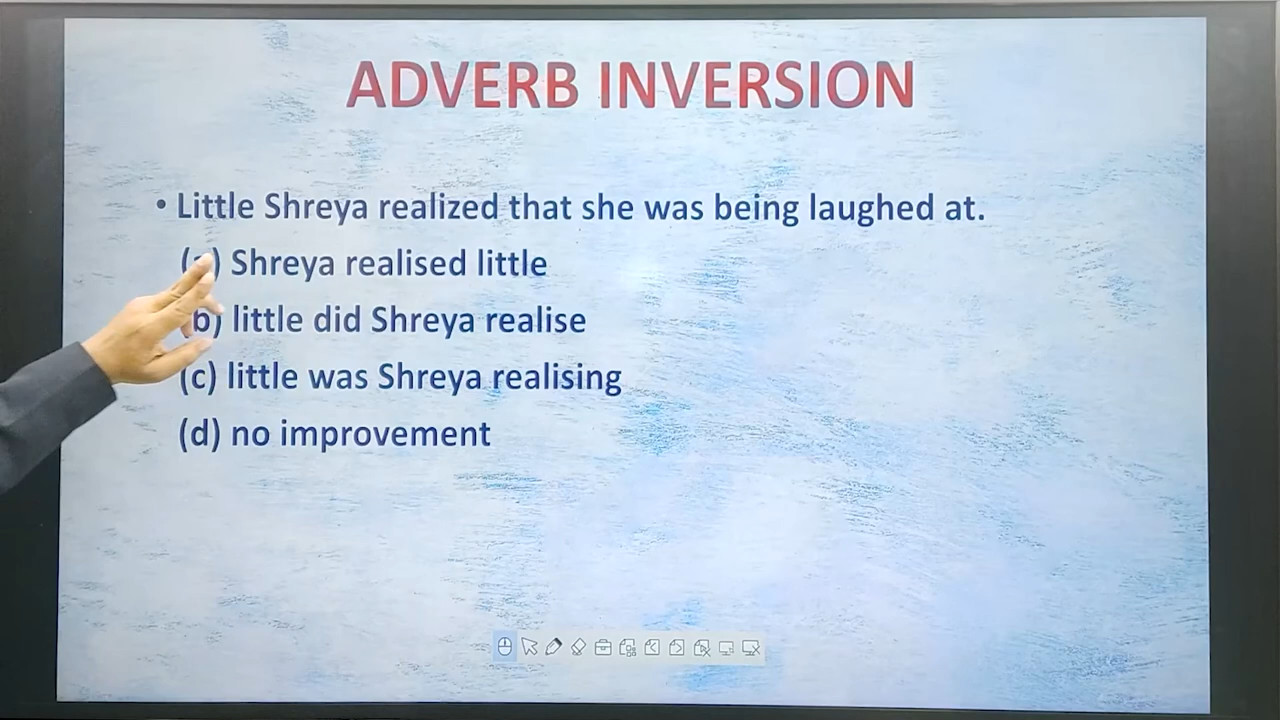 ADVERB INVERSION
• Little Shreya realized that she was being laughed at.
(a) Shreya realised little
(b) little did Shreya realise
(c) little was Shreya realising
(d) no improvement